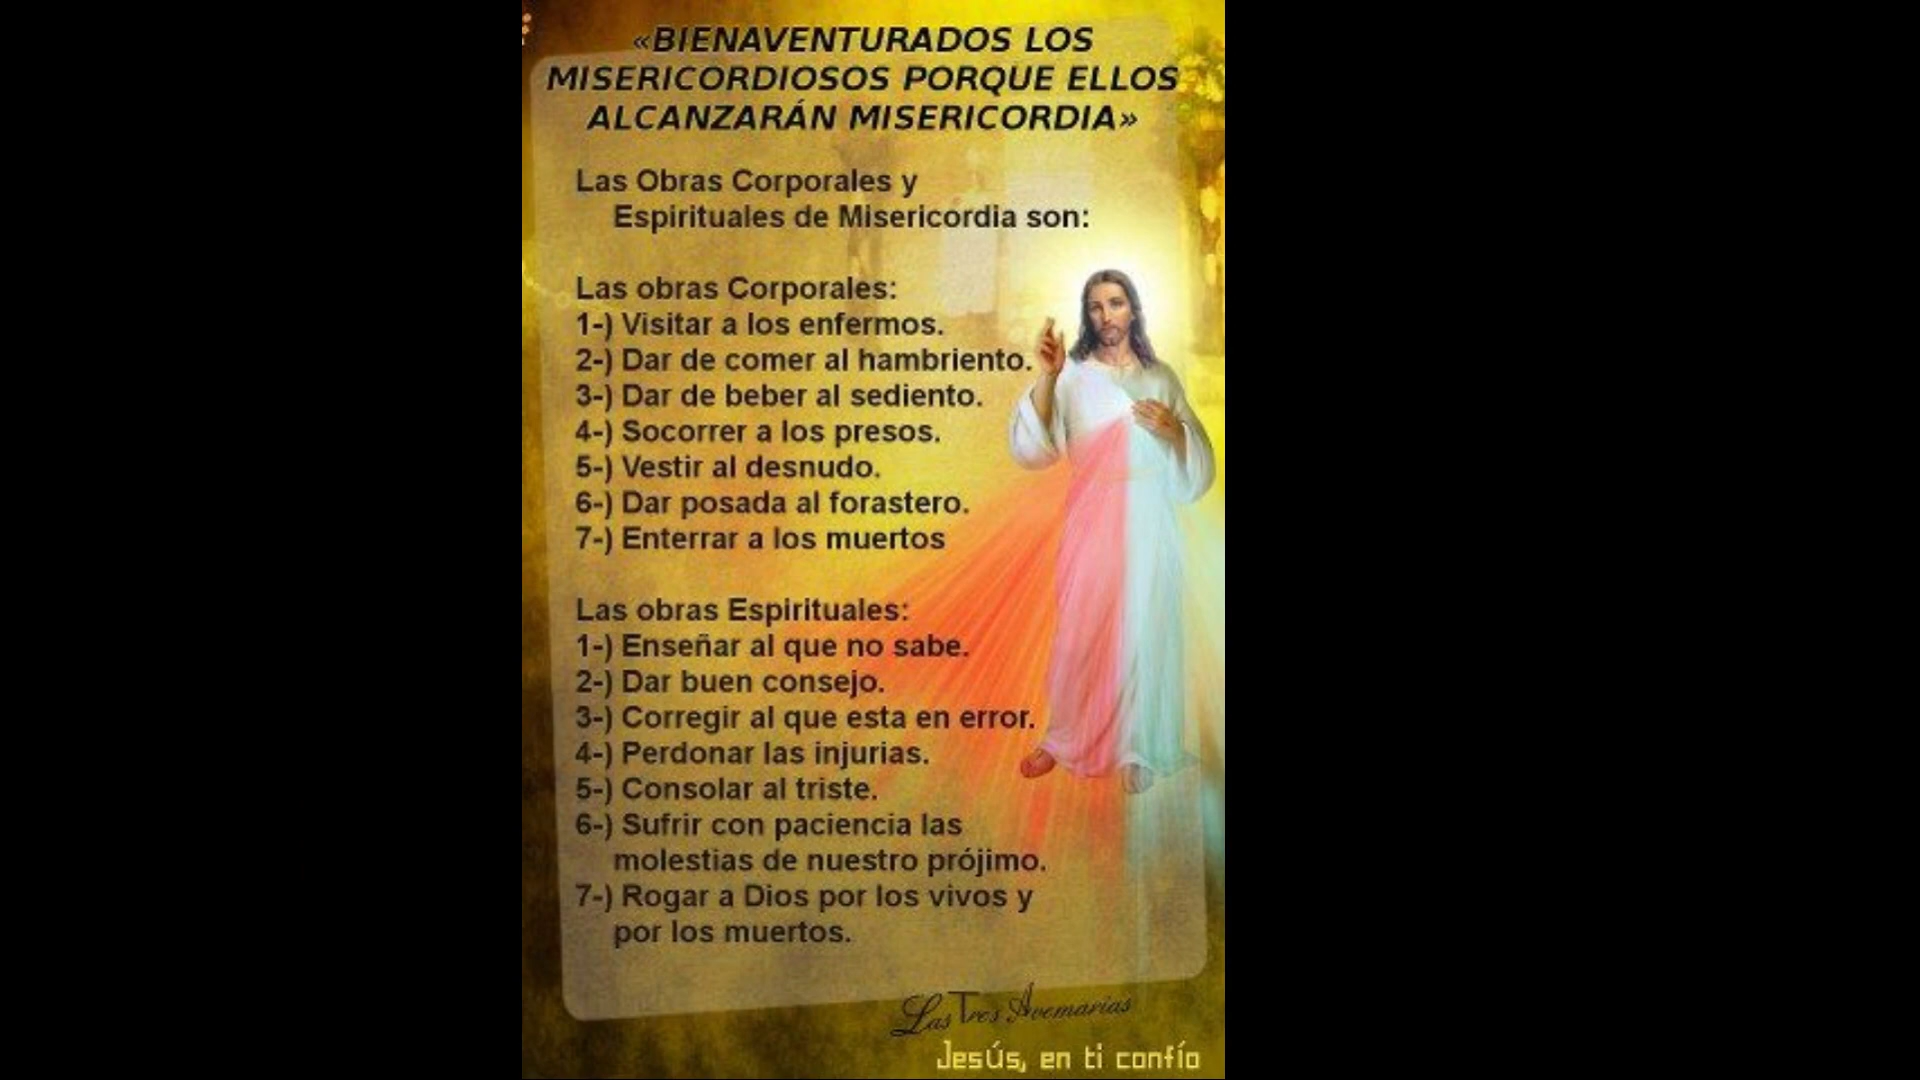 «BIENAVENTURADOS LOS
MISERICORDIOSOS PORQUE ELLOS
ALCANZARÁN MISERICORDIA»
Las Obras Corporales y
Espirituales de Misericordia son:
Las obras Corporales:
1-) Visitar a los enfermos.
2-) Dar de comer al hambriento.
3-) Dar de beber al sediento.
4-) Socorrer a los presos.
5-) Vestir al desnudo.
6-) Dar posada al forastero.
7-) Enterrar a los muertos
Las obras Espirituales:
1-) Enseñar al que no sabe.
2-) Dar buen consejo.
3-) Corregir al que esta en error.
4-) Perdonar las injurias.
5-) Consolar al triste.
6-) Sufrir con paciencia las
molestias de nuestro prójimo.
7-) Rogar a Dios por los vivos y
por los muertos.
Las Tres Avemarias
Jesús, en ti confío